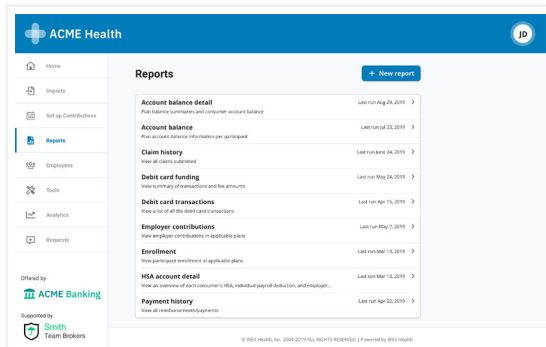 ACME Health
JD
Home
Imports
Set up Contributions
Reports
Employees
Tools
Analytics
Requests
Offered by
ACME Banking
Supported by
Smith
Team Brokers
Reports
+ New report
Account balance detail
Plan balance summaries and consumer account balance
Last run Aug 29, 2019
Account balance
Plan account balance information per participant
Last run Jul 23, 2019
Claim history
View all claims submitted
Last run June 24, 2019
Debit card funding
View summary of transactions and fee amounts
Last run May 24, 2019
Debit card transactions
View a lot of all the debit card transactions
Last run Apr 15, 2019
Employer contributions
View employer contributions in applicable plans
Last run May 7, 2019
Enrollment
View participant enrollment in applicable plans
Last run Mar 13, 2019
HSA account detail
View an overview of each consumer's HSA, individual payroll deduction, and employer...
Last run Mar 13, 2019
Payment history
View all reimbursements/payments
Last run Apr 22, 2019
© WEX Health, Inc. 2004-2019 ALL RIGHTS RESERVED | Powered by WEX Health